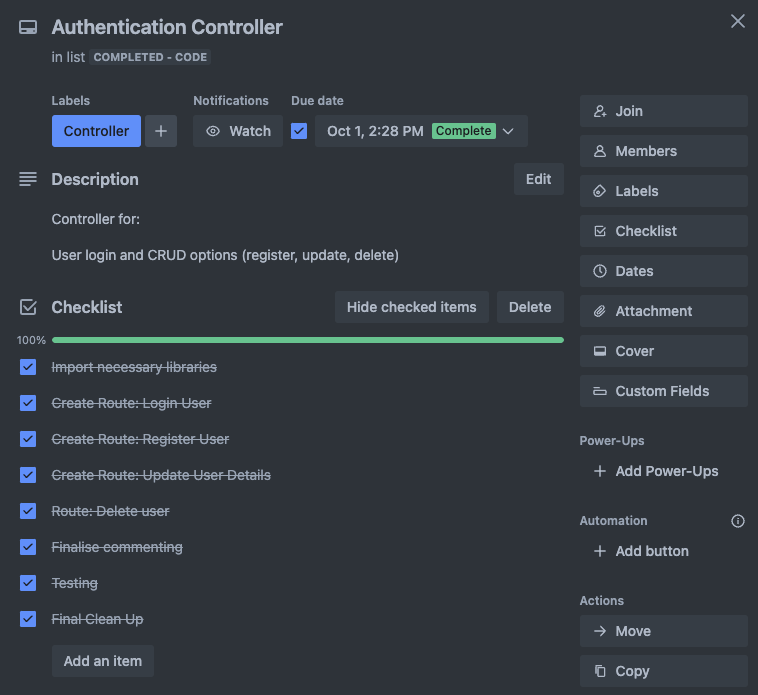 Authentication Controller
in list COMPLETED - CODE
Labels
Notifications
Due date
Controller
+
Watch
Oct 1, 2:28 PM Complete
Description
Edit
Controller for:
User login and CRUD options (register, update, delete)
Checklist
Hide checked items
Delete
100%
Import necessary libraries
Create Route: Login User
Create Route: Register User
Create Route: Update User Details
Route: Delete user
Finalise commenting
Testing
Final Clean Up
Add an item
Join
Members
Labels
Checklist
Dates
Attachment
Cover
Custom Fields
Power-Ups
+ Add Power-Ups
Automation
+ Add button
Actions
Move
Copy